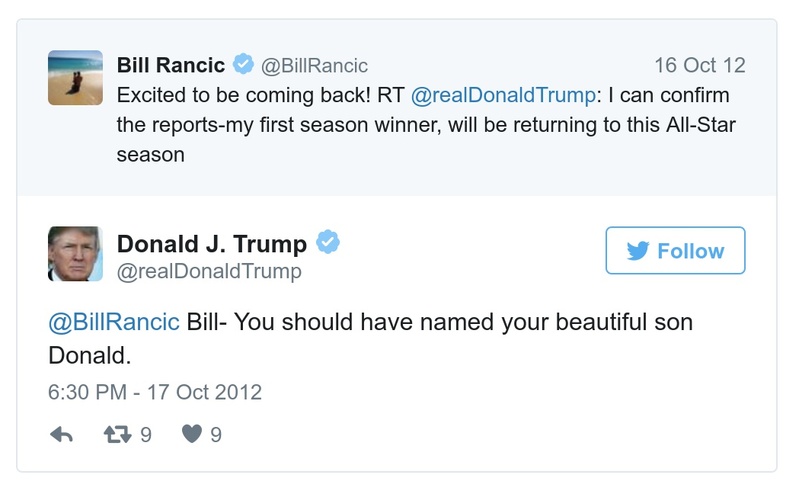 Bill Rancic @BillRancic 16 Oct 12
Excited to be coming back! RT @realDonaldTrump: I can confirm
the reports-my first season winner, will be returning to this All-Star
season
Donald J. Trump
@realDonaldTrump
Follow
@BillRancic Bill- You should have named your beautiful son
Donald.
6:30 PM - 17 Oct 2012
9 9